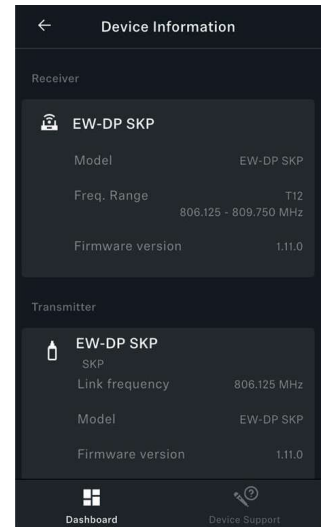 Device Information
Receiver
EW-DP SKP
Model EW-DP SKP
Freq. Range T12
806.125 - 809.750 MHz
Firmware version 1.11.0
Transmitter
EW-DP SKP
SKP
Link frequency 806.125 MHz
Model EW-DP SKP
Firmware version 1.11.0
Dashboard Device Support